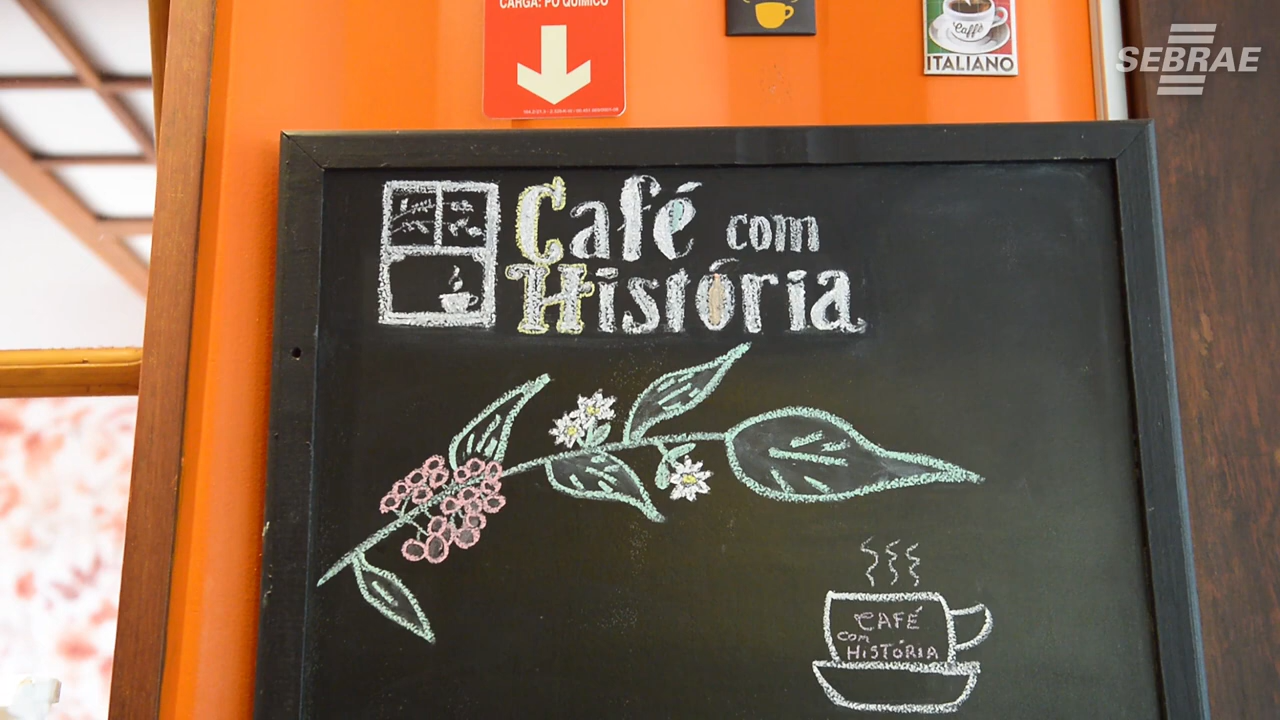 CARGA: PÓ QUÍMICO
Caffè
ITALIANO
SEBRAE
Café com
História
CAFÉ
com
HISTÓRIA